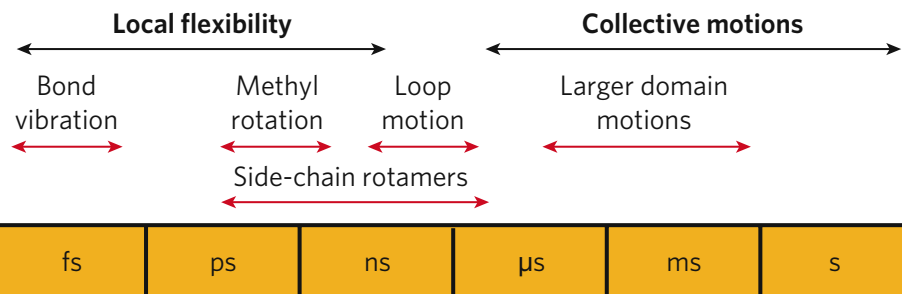 Local flexibility
Collective motions
Bond
vibration
Methyl
rotation
Loop
motion
Larger domain
motions
Side-chain rotamers
fs
ps
ns
μs
ms
s